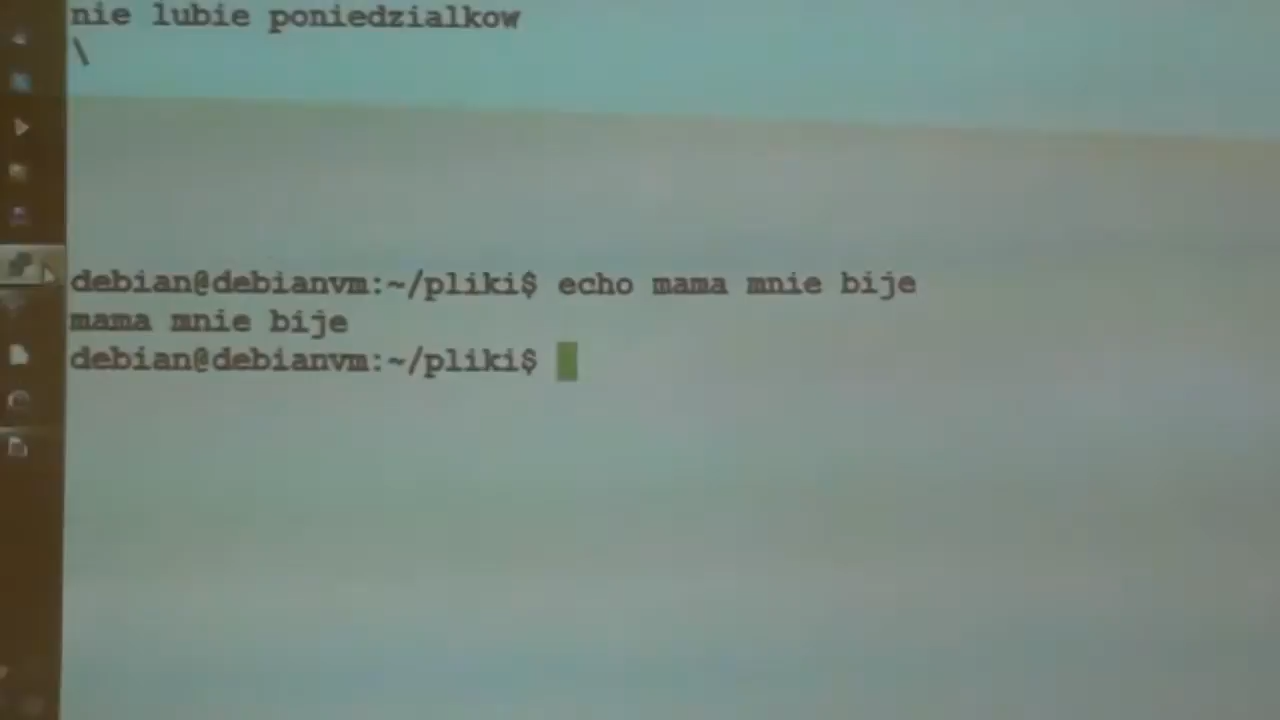 nie lubie poniedzialkow
\
debian@debianvm:~/pliki$ echo mama mnie bije
mama mnie bije
debian@debianvm:~/pliki$